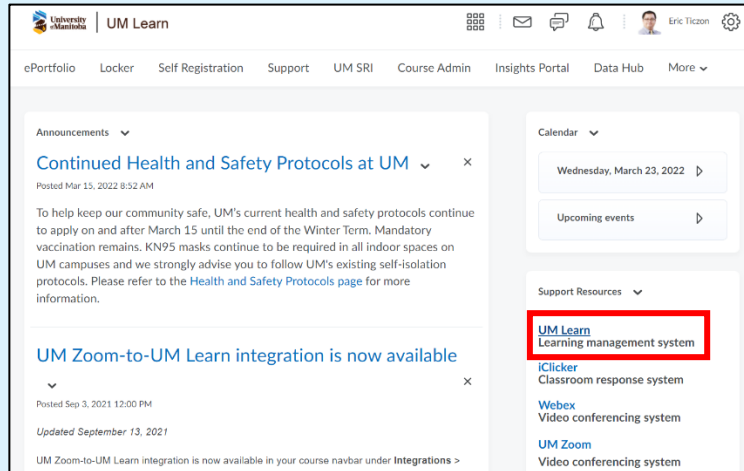 University
of Manitoba
UM Learn
Eric Ticzon
ePortfolio Locker Self Registration Support UM SRI Course Admin Insights Portal Data Hub More
Announcements
Continued Health and Safety Protocols at UM
Posted Mar 15, 2022 8:52 AM
To help keep our community safe, UM's current health and safety protocols continue
to apply on and after March 15 until the end of the Winter Term. Mandatory
vaccination remains. KN95 masks continue to be required in all indoor spaces on
UM campuses and we strongly advise you to follow UM's existing self-isolation
protocols. Please refer to the Health and Safety Protocols page for more
information.
UM Zoom-to-UM Learn integration is now available
Posted Sep 3, 2021 12:00 PM
Updated September 13, 2021
UM Zoom-to-UM Learn integration is now available in your course navbar under Integrations >
Calendar
Wednesday, March 23, 2022
Upcoming events
Support Resources
UM Learn
Learning management system
iClicker
Classroom response system
Webex
Video conferencing system
UM Zoom
Video conferencing system